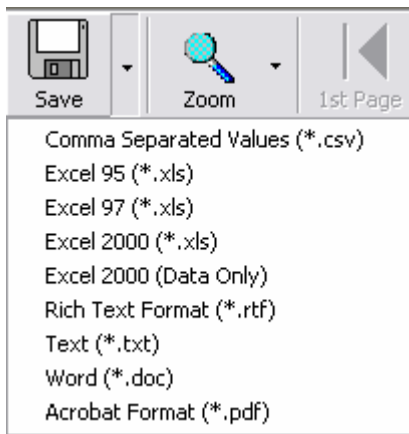 Save Zoom 1st Page
Comma Separated Values (*.csv)
Excel 95 (*.xls)
Excel 97 (*.xls)
Excel 2000 (*.xls)
Excel 2000 (Data Only)
Rich Text Format (*.rtf)
Text (*.txt)
Word (*.doc)
Acrobat Format (*.pdf)